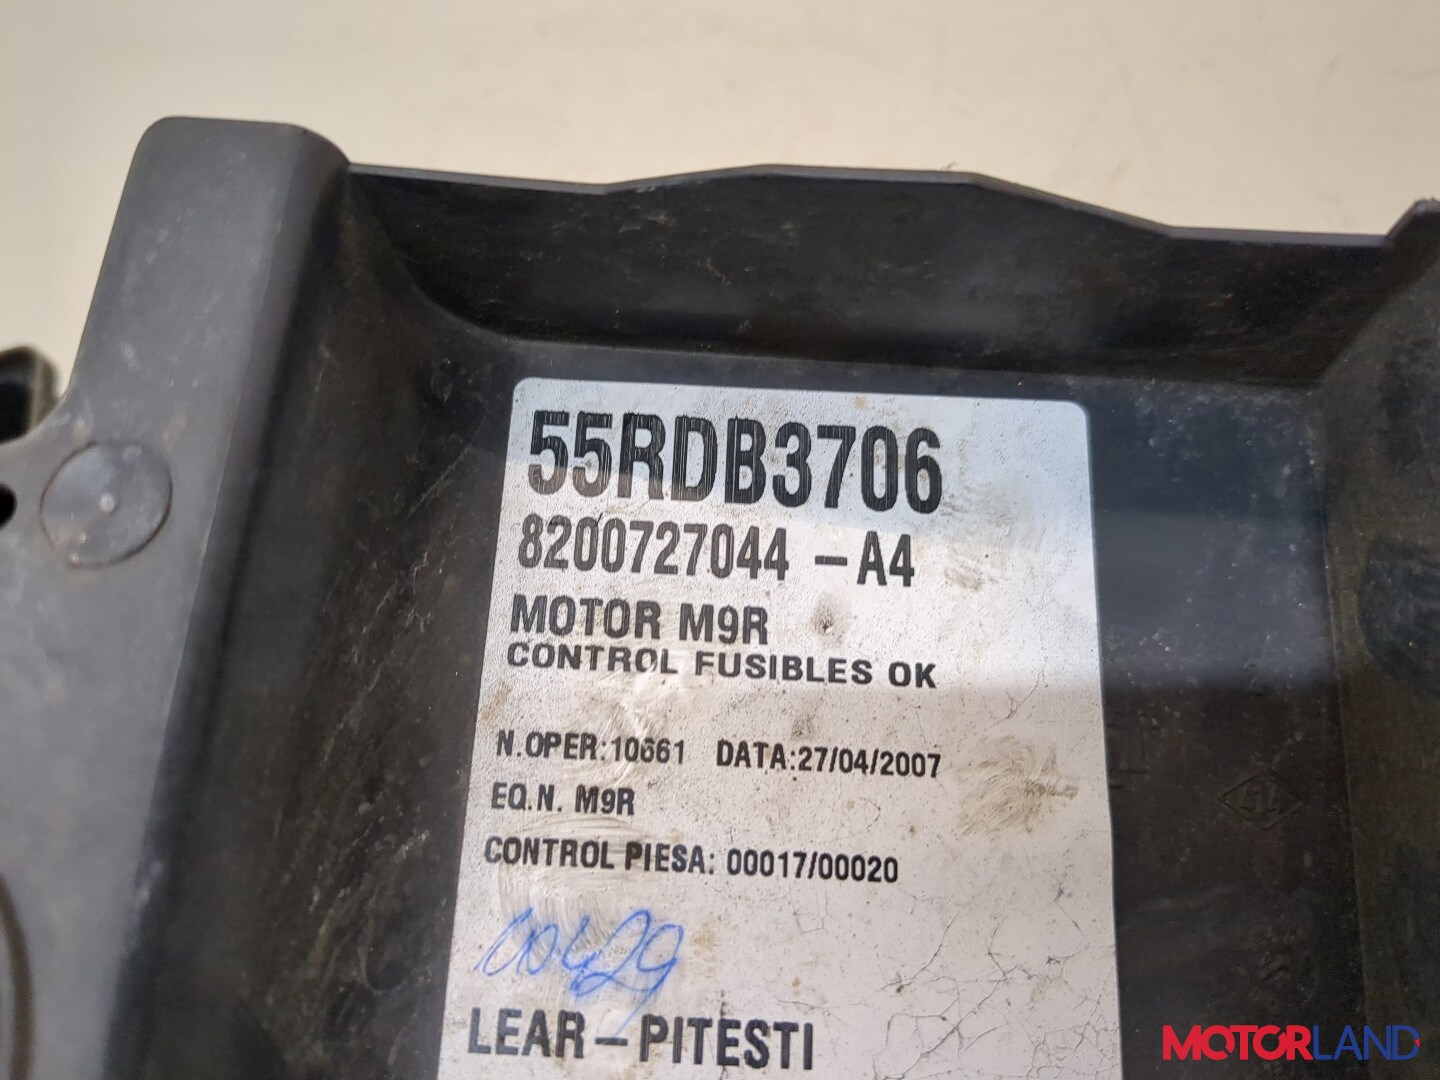 55RDB3706
8200727044 -A4
MOTOR M9R
CONTROL FUSIBLES OK
N.OPER:10661 DATA:27/04/2007
EQ.N. M9R
CONTROL PIESA: 00017/00020
00429
LEAR-PITESTI
MOTORLAND